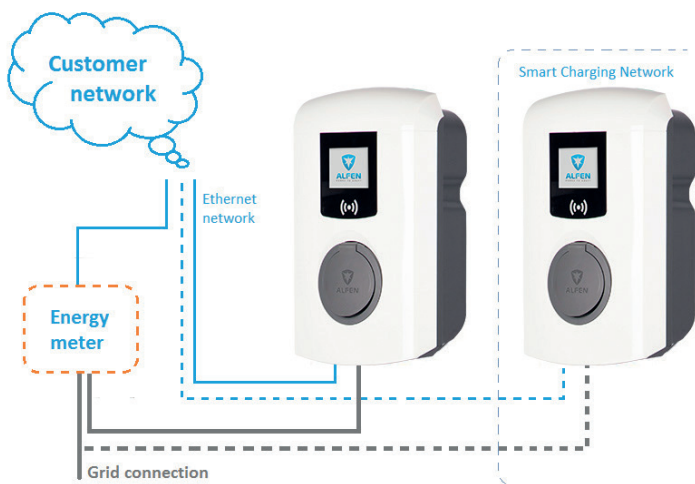 Customer
network
Smart Charging Network
ALFEN
ALFEN
Ethernet
network
ALFEN
ALFEN
Energy
meter
Grid connection